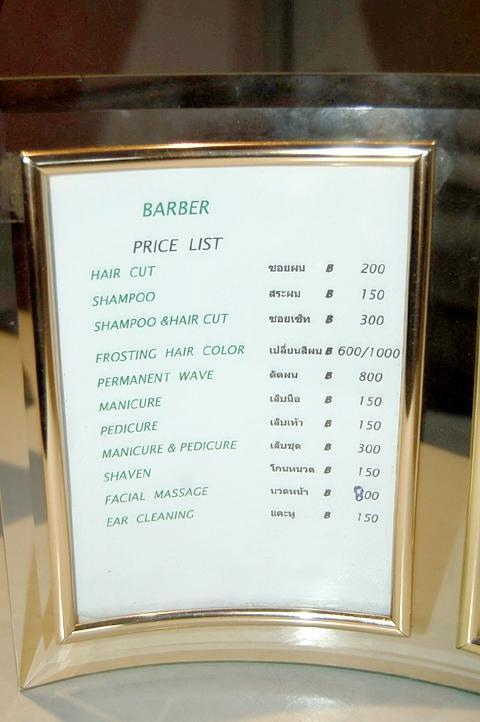 BARBER
PRICE LIST
HAIR CUT ซอยผม ฿ 200
SHAMPOO สระผม ฿ 150
SHAMPOO &HAIR CUT ซอยเซ็ท ฿ 300
FROSTING HAIR COLOR เปลี่ยนสีผม ฿ 600/1000
PERMANENT WAVE ดัดผม ฿ 800
MANICURE เล็บมือ ฿ 150
PEDICURE เล็บเท้า ฿ 150
MANICURE & PEDICURE เล็บชุด ฿ 300
SHAVEN โกนหนวด ฿ 150
FACIAL MASSAGE นวดหน้า ฿ 800
EAR CLEANING แคะหู ฿ 150